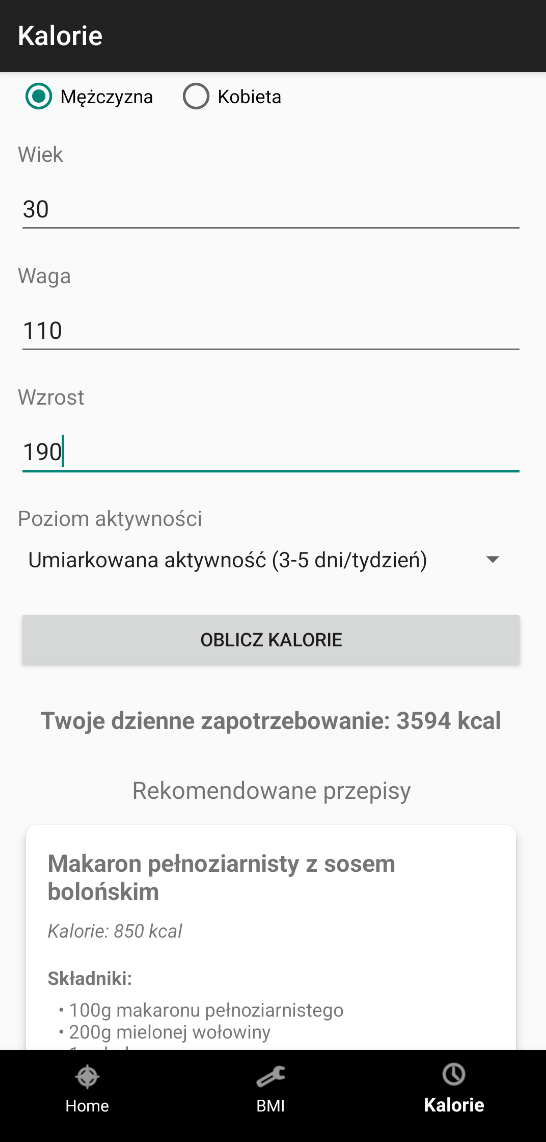 Kalorie
Mężczyzna Kobieta
Wiek
30
Waga
110
Wzrost
190
Poziom aktywności
Umiarkowana aktywność (3-5 dni/tydzień)
OBLICZ KALORIE
Twoje dzienne zapotrzebowanie: 3594 kcal
Rekomendowane przepisy
Makaron pełnoziarnisty z sosem
bolońskim
Kalorie: 850 kcal
Składniki:
• 100g makaronu pełnoziarnistego
• 200g mielonej wołowiny
Home BMI Kalorie